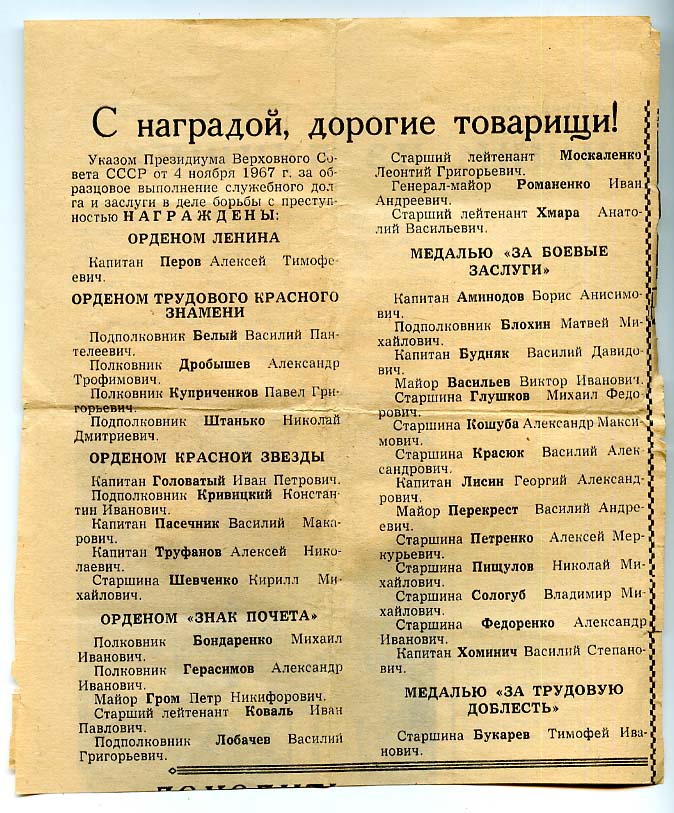 С наградой, дорогие товарищи!
Указом Президиума Верховного Со-
вета СССР от 4 ноября 1967 г. за об-
разцовое выполнение служебного дол-
га и заслуги в деле борьбы с преступ-
ностью НАГРАЖДЕНЫ:
ОРДЕНОМ ЛЕНИНА
Капитан Перов Алексей Тимофе-
евич.
ОРДЕНОМ ТРУДОВОГО КРАСНОГО
ЗНАМЕНИ
Подполковник Белый Василий Пан-
телеевич.
Полковник Дробышев Александр
Трофимович.
Полковник Куприченков Павел Гри-
горьевич.
Подполковник Штанько Николай
Дмитриевич.
ОРДЕНОМ КРАСНОЙ ЗВЕЗДЫ
Капитан Головатый Иван Петрович.
Подполковник Кривицкий Констан-
тин Иванович.
Капитан Пасечник Василий Мака-
рович.
Капитан Труфанов Алексей Нико-
лаевич.
Старшина Шевченко Кирилл Ми-
хайлович.
ОРДЕНОМ «ЗНАК ПОЧЕТА»
Полковник Бондаренко Михаил
Иванович.
Полковник Герасимов Александр
Иванович.
Майор Гром Петр Никифорович.
Старший лейтенант Коваль Иван
Павлович.
Подполковник Лобачев Василий
Григорьевич.
Старший лейтенант Москаленко
Леонтий Григорьевич.
Генерал-майор Романенко Иван
Андреевич.
Старший лейтенант Хмара Анато-
лий Васильевич.
МЕДАЛЬЮ «ЗА БОЕВЫЕ
ЗАСЛУГИ»
Капитан Аминодов Борис Анисимо-
вич.
Подполковник Блохин Матвей Ми-
хайлович.
Капитан Будняк Василий Давидо-
вич.
Майор Васильев Виктор Иванович.
Старшина Глушков Михаил Федо-
рович.
Старшина Кошуба Александр Макси-
мович.
Старшина Красюк Василий Алек-
сандрович.
Капитан Лисин Георгий Александ-
рович.
Майор Перекрест Василий Андре-
евич.
Старшина Петренко Алексей Мер-
курьевич.
Старшина Пищулов Николай Ми-
хайлович.
Старшина Сологуб Владимир Ми-
хайлович.
Старшина Федоренко Александр
Иванович.
Капитан Хоминич Василий Степано-
вич.
МЕДАЛЬЮ «ЗА ТРУДОВУЮ
ДОБЛЕСТЬ»
Старшина Букарев Тимофей Ива-
нович.